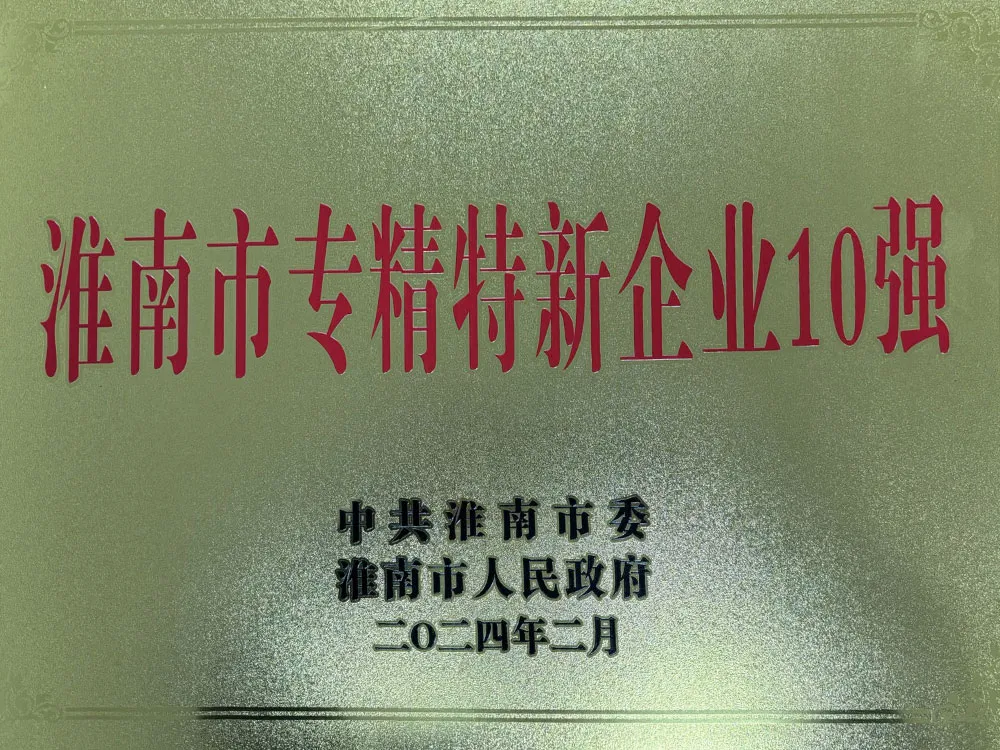 淮南市专精特新企业10强
中共淮南市委
淮南市人民政府
二〇二四年二月